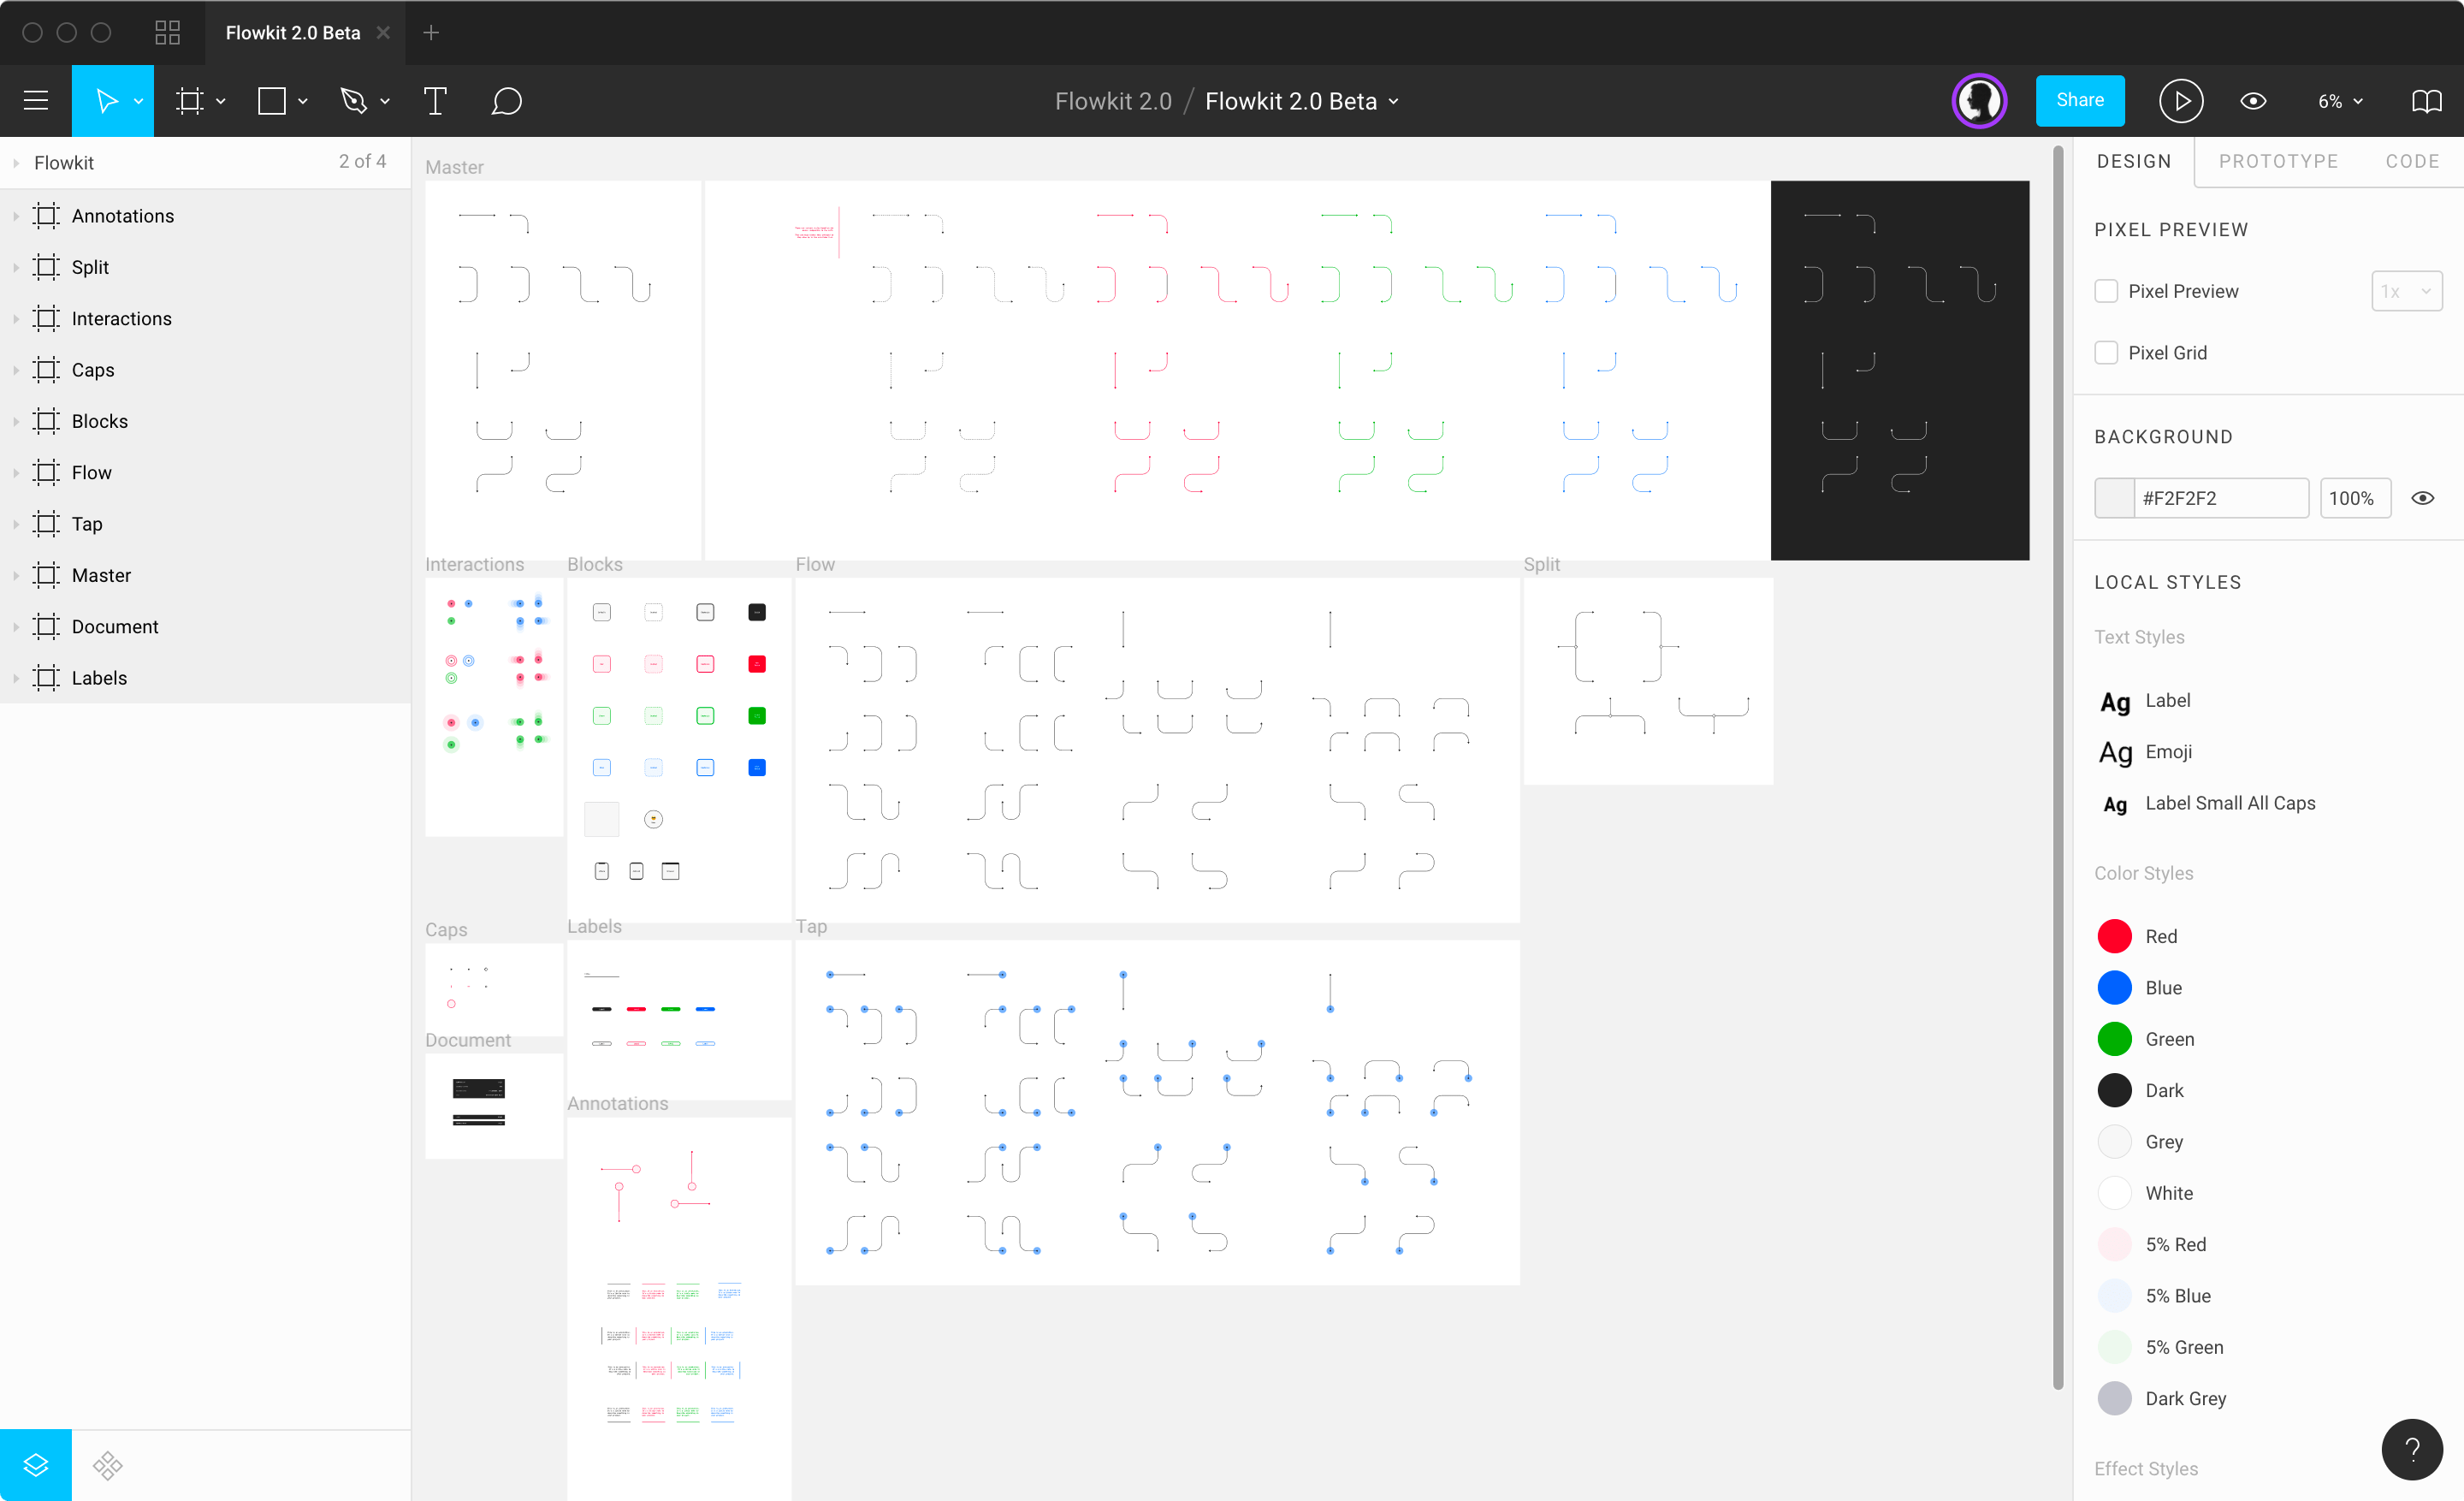 Flowkit 2.0 Beta
Flowkit 2.0 / Flowkit 2.0 Beta
Share
6%
Flowkit
2 of 4
Annotations
Split
Interactions
Caps
Blocks
Flow
Tap
Master
Document
Labels
Master
Interactions
Blocks
Flow
Split
Caps
Labels
Tap
Document
Annotations
DESIGN
PROTOTYPE
CODE
PIXEL PREVIEW
Pixel Preview
1x
Pixel Grid
BACKGROUND
#F2F2F2
100%
LOCAL STYLES
Text Styles
Ag Label
Ag Emoji
Ag Label Small All Caps
Color Styles
Red
Blue
Green
Dark
Grey
White
5% Red
5% Blue
5% Green
Dark Grey
Effect Styles
?